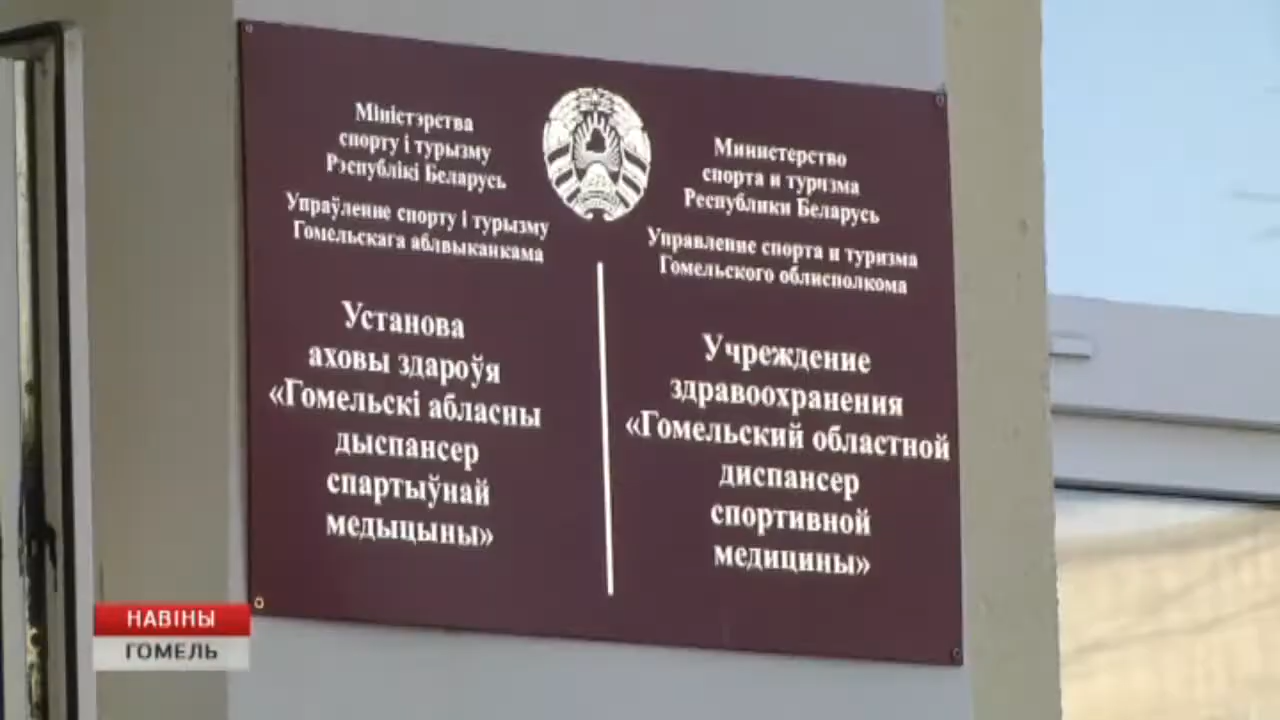 Міністэрства
спорту і турызму
Рэспублікі Беларусь
Упраўленне спорту і турызму
Гомельскага аблвыканкама
Установа
аховы здароўя
«Гомельскі абласны
дыспансер
спартыўнай
медыцыны»
Министерство
спорта и туризма
Республики Беларусь
Управление спорта и туризма
Гомельского облисполкома
Учреждение
здравоохранения
«Гомельский областной
диспансер
спортивной
медицины»
НАВІНЫ
ГОМЕЛЬ